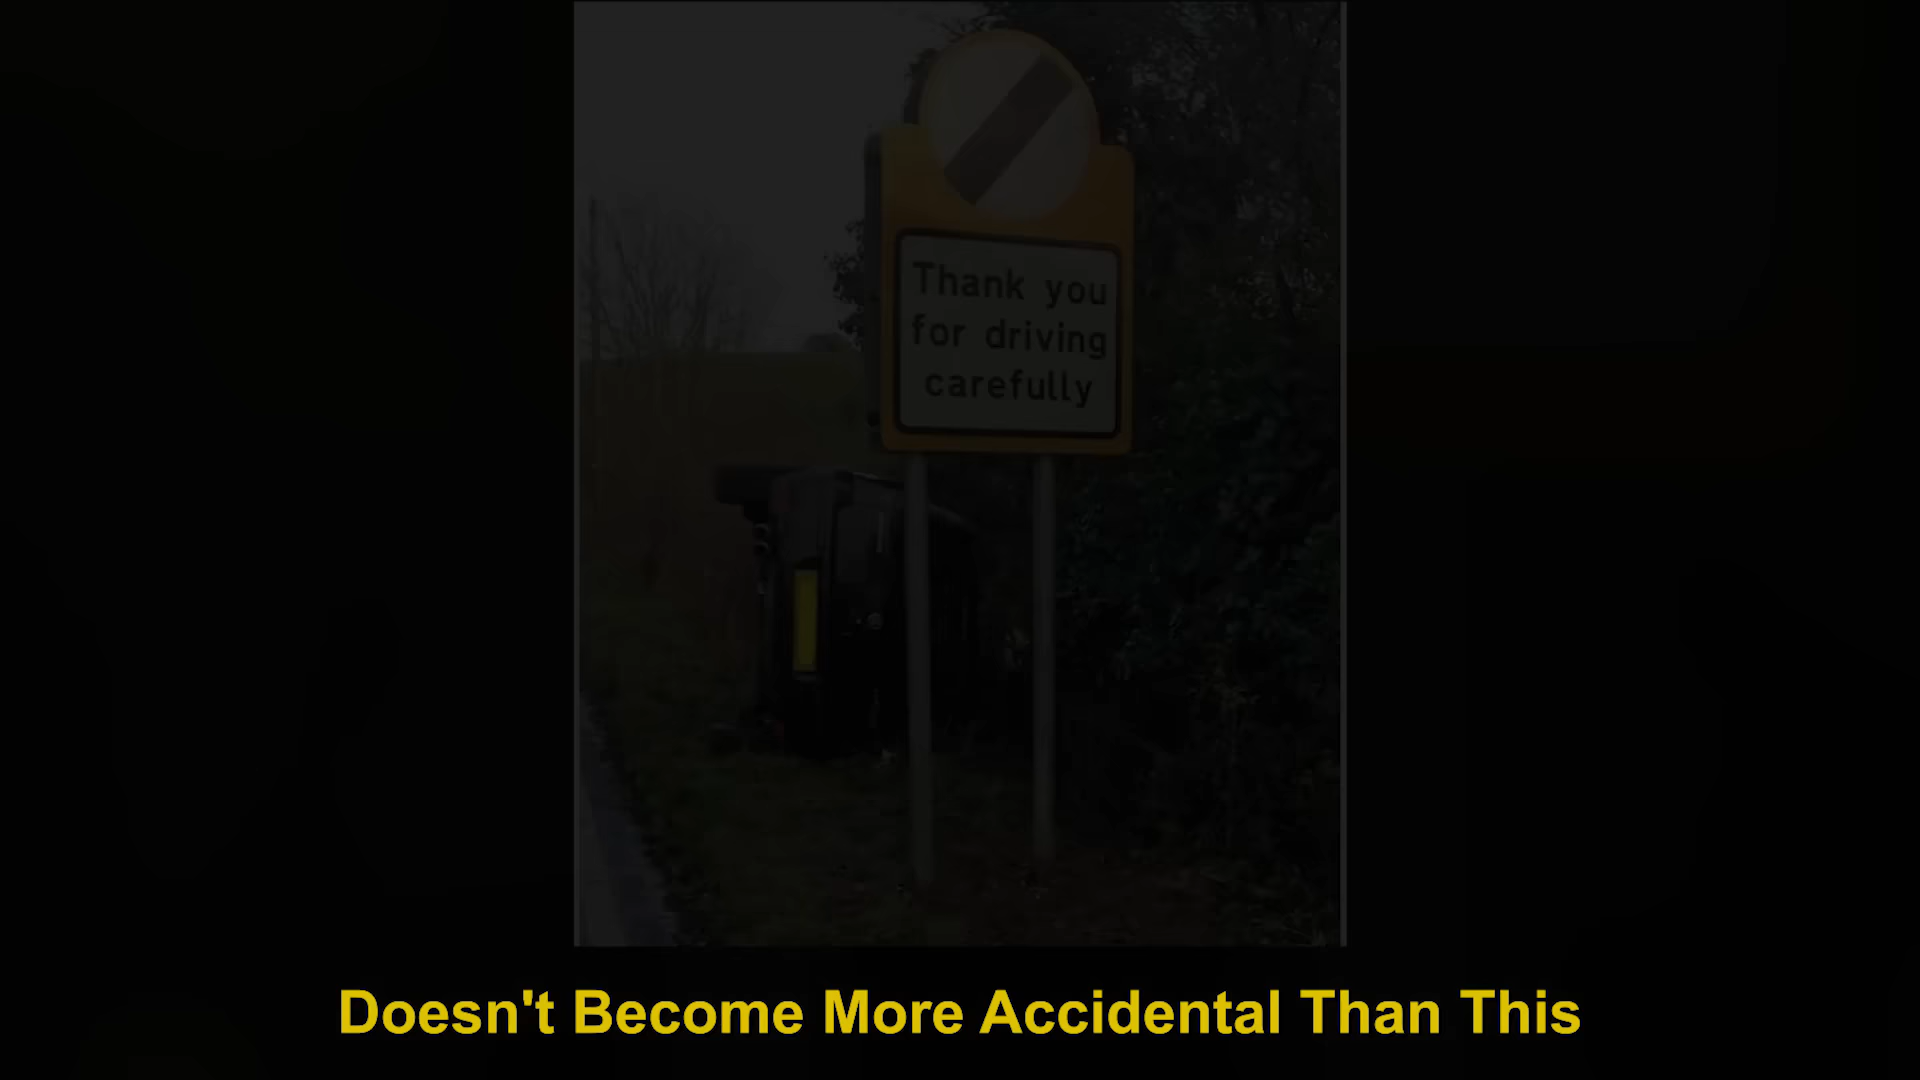 Thank you
for driving
carefully
Doesn't Become More Accidental Than This